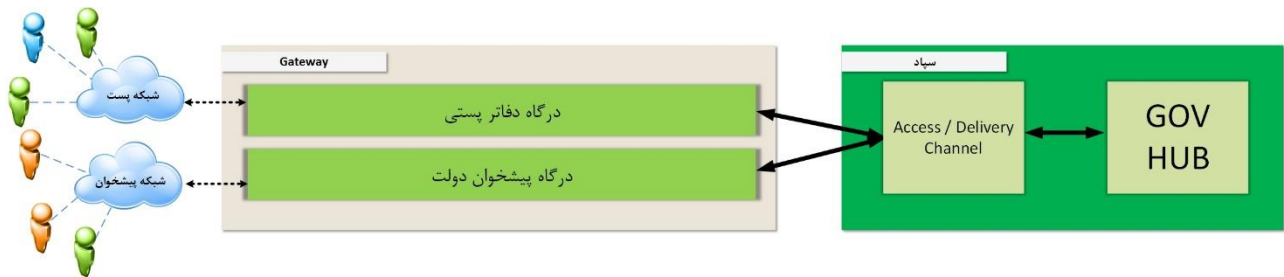 Gateway
سپاد
شبکه پست
درگاه دفاتر پستی
Access / Delivery
Channel
GOV
HUB
شبکه پیشخوان
درگاه پیشخوان دولت